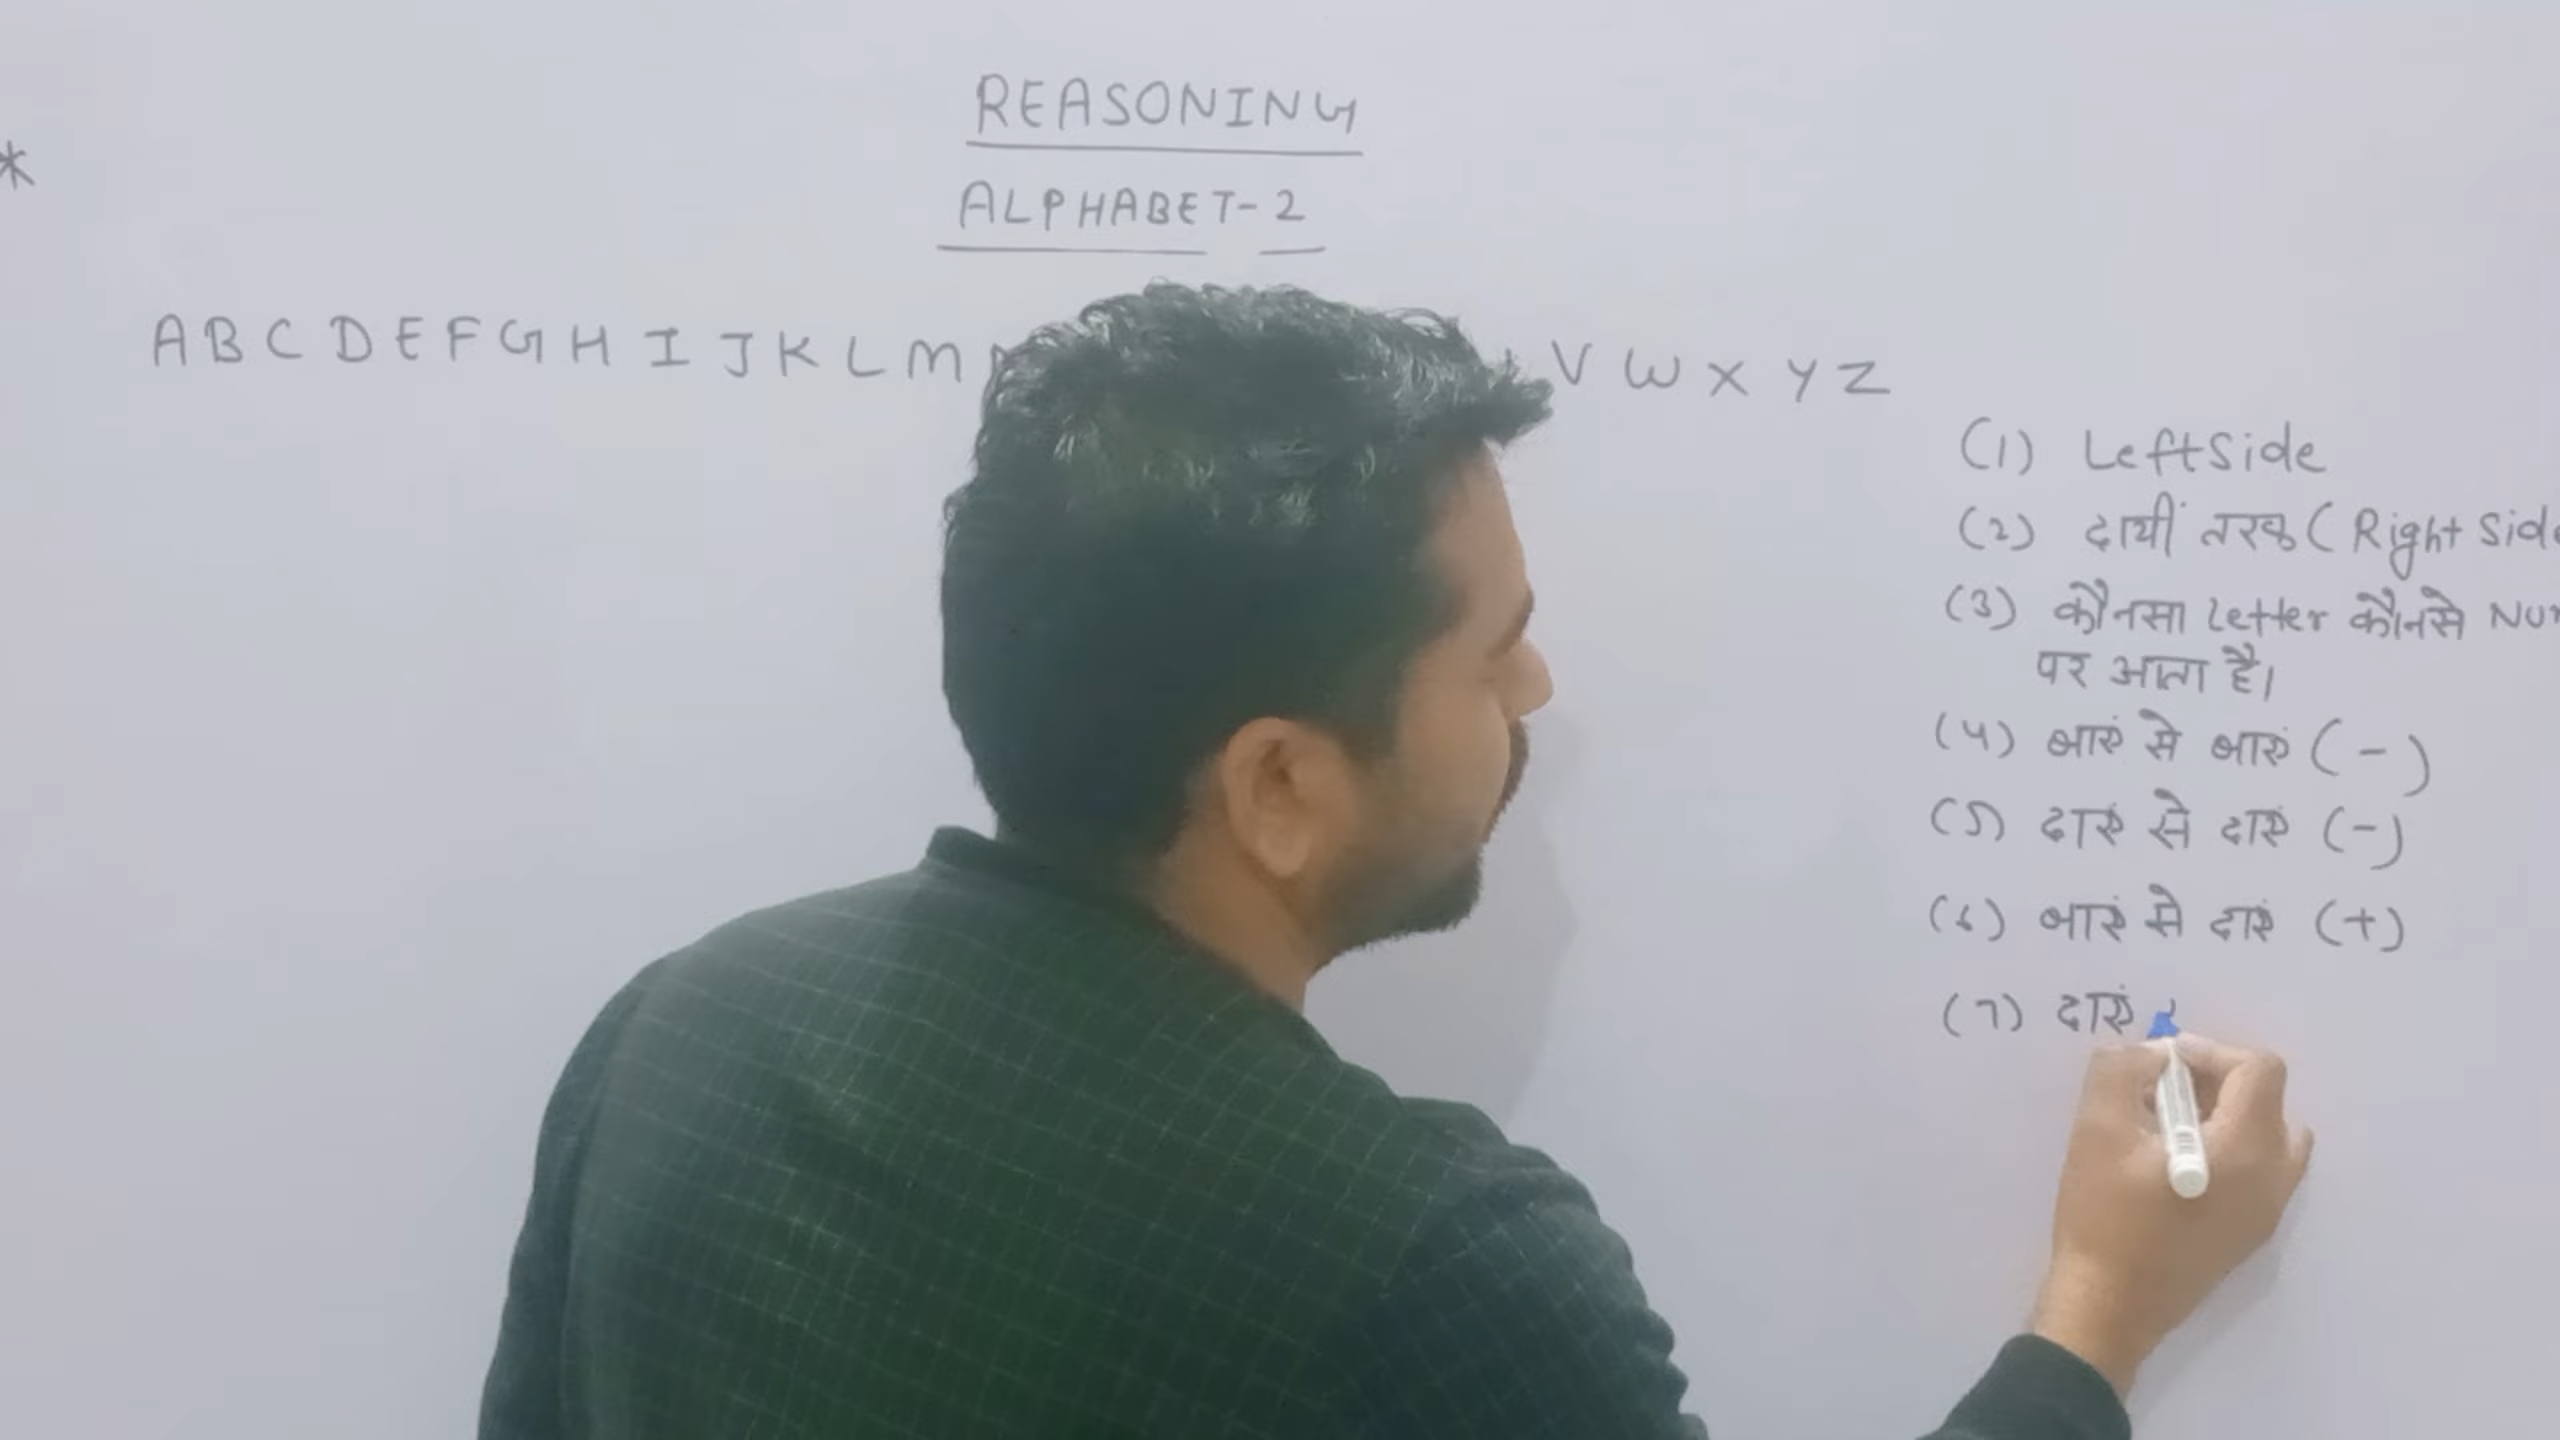 *
REASONING
ALPHABET-2
A B C D E F G H I J K L M V W X Y Z
(1) LeftSide
(2) दायीं तरफ (Right Side
(3) कौनसा letter कौनसे
पर आता है।
(4) बाएं से बाएं (-)
(5) दाएं से दाएं (-)
(6) बाएं से दाएं (+)
(7) दाएं